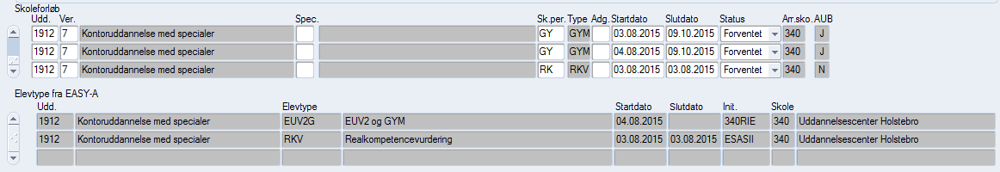 Skoleforløb
Udd. Ver. Spec. Sk.per. Type Adg. Startdato Slutdato Status Arr.sko. AUB
1912 7 Kontoruddannelse med specialer GY GYM 03.08.2015 09.10.2015 Forventet 340 J
1912 7 Kontoruddannelse med specialer GY GYM 04.08.2015 09.10.2015 Forventet 340 J
1912 7 Kontoruddannelse med specialer RK RKV 03.08.2015 03.08.2015 Forventet 340 N
Elevtype fra EASY-A
Udd. Elevtype Startdato Slutdato Init. Skole
1912 Kontoruddannelse med specialer EUV2G EUV2 og GYM 04.08.2015 340RIE 340 Uddannelsescenter Holstebro
1912 Kontoruddannelse med specialer RKV Realkompetencevurdering 03.08.2015 03.08.2015 ESASII 340 Uddannelsescenter Holstebro